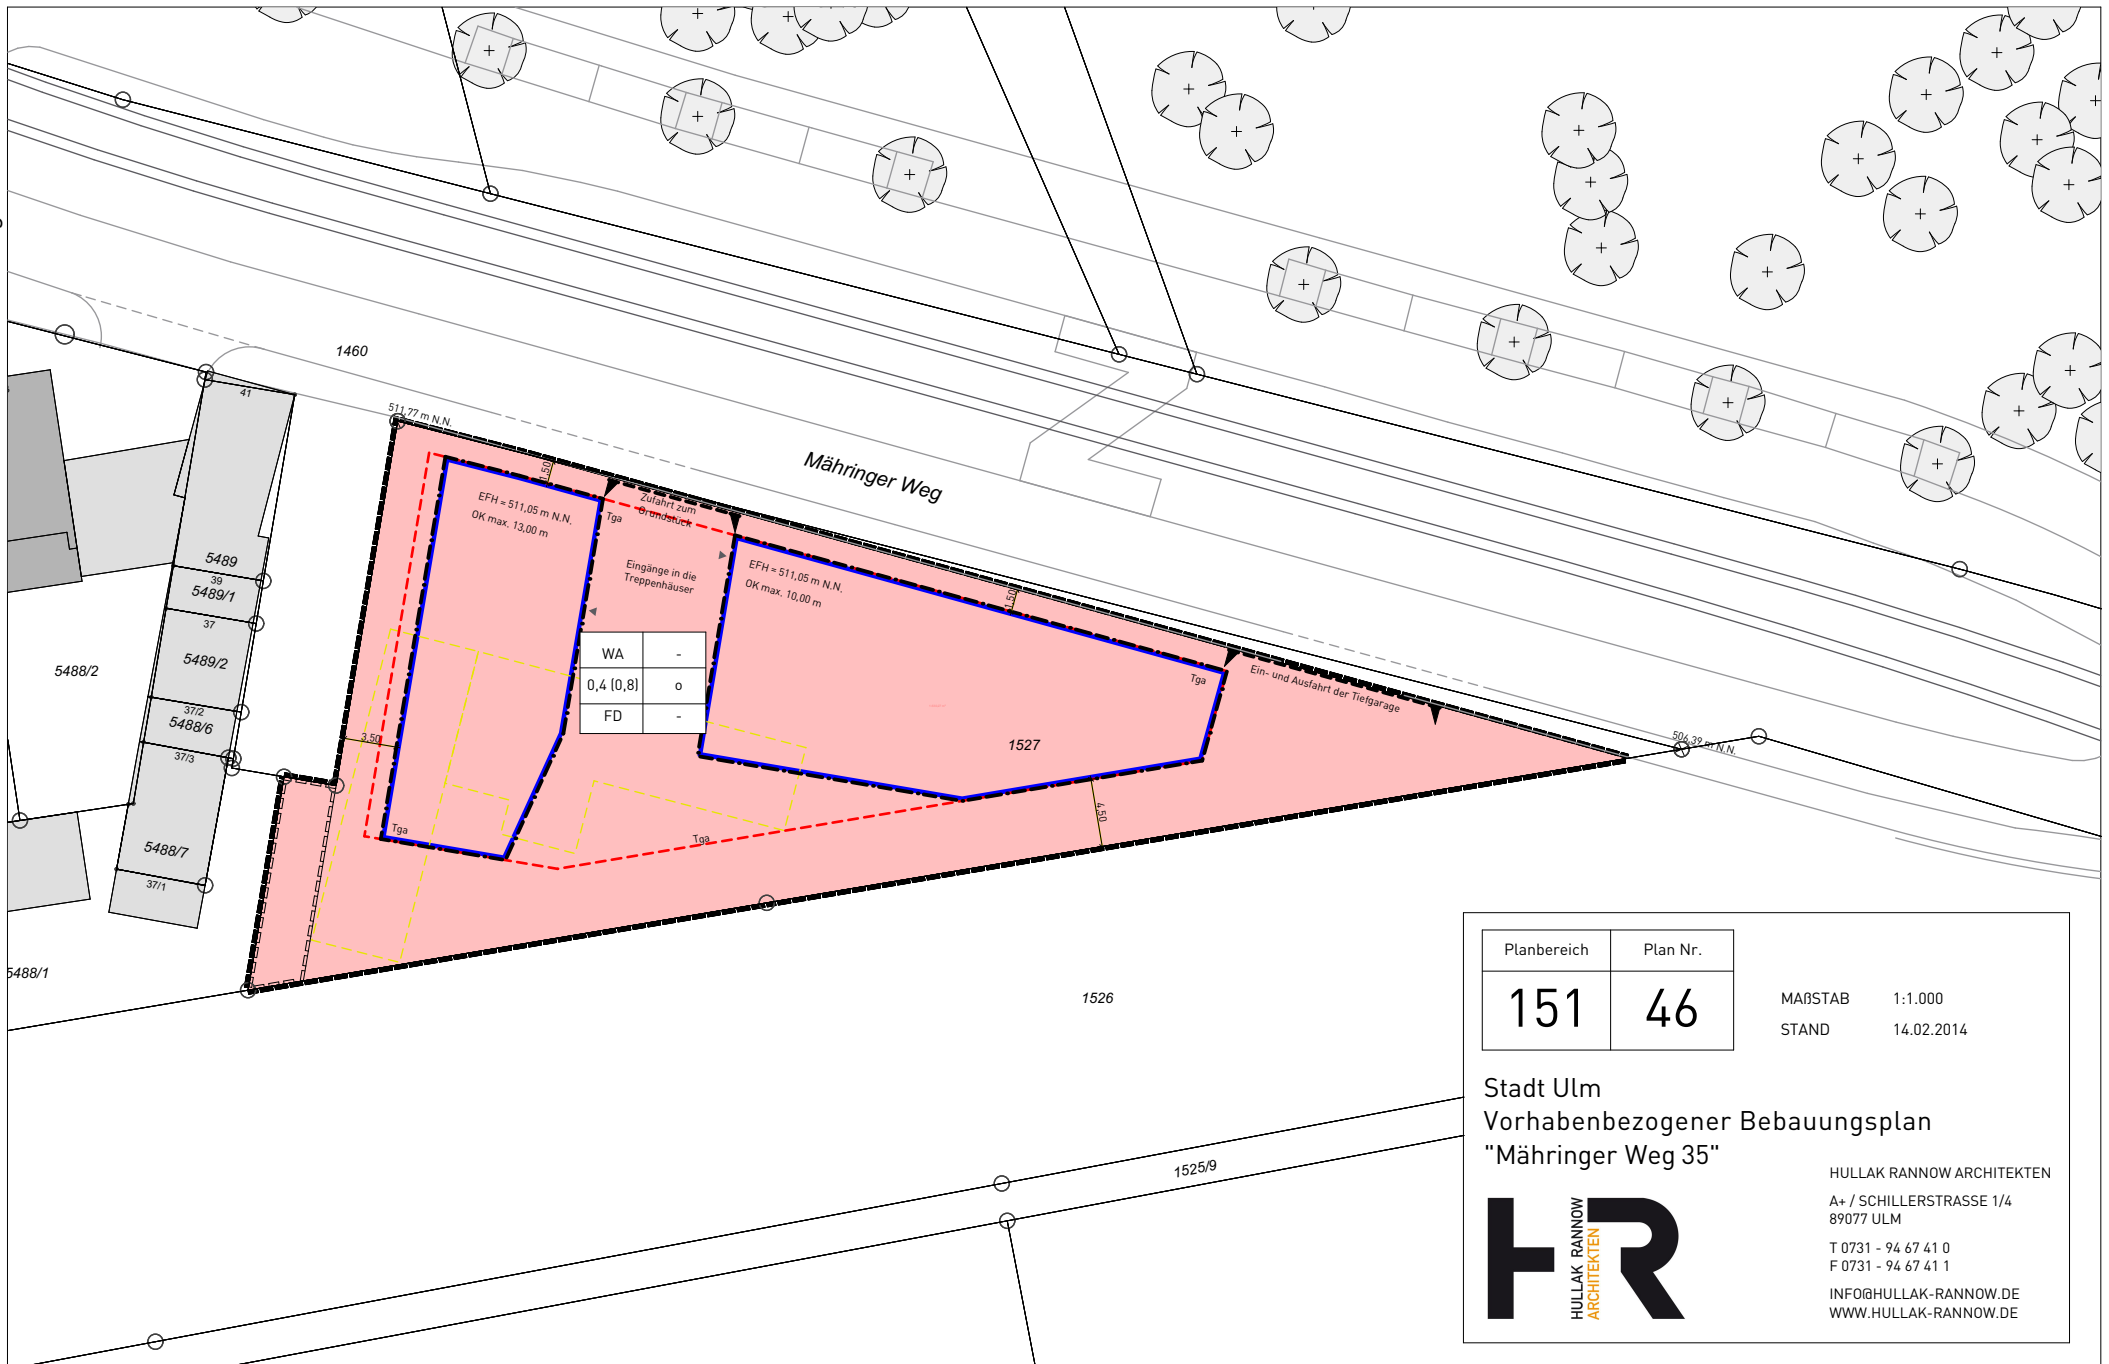 1460
41
511,77 m N.N.
Mähringer Weg
1,50
Zufahrt zum
Grundstück
EFH = 511,05 m N.N.
OK max. 13,00 m
Tga
Eingänge in die
Treppenhäuser
EFH = 511,05 m N.N.
OK max. 10,00 m
1,50
5489
39
5489/1
37
5489/2
5488/2
37/2
5488/6
37/3
WA -
0,4 (0,8) o
FD -
Tga
Ein- und Ausfahrt der Tiefgarage
506,39 m N.N.
3,50
1527
4,50
Tga
Tga
5488/7
37/1
5488/1
1526
1525/9
Planbereich Plan Nr.
151 46
MAßSTAB 1:1.000
STAND 14.02.2014
Stadt Ulm
Vorhabenbezogener Bebauungsplan
"Mähringer Weg 35"
HULLAK RANNOW
ARCHITEKTEN
HR
HULLAK RANNOW ARCHITEKTEN
A+ / SCHILLERSTRASSE 1/4
89077 ULM
T 0731 - 94 67 41 0
F 0731 - 94 67 41 1
INFO@HULLAK-RANNOW.DE
WWW.HULLAK-RANNOW.DE